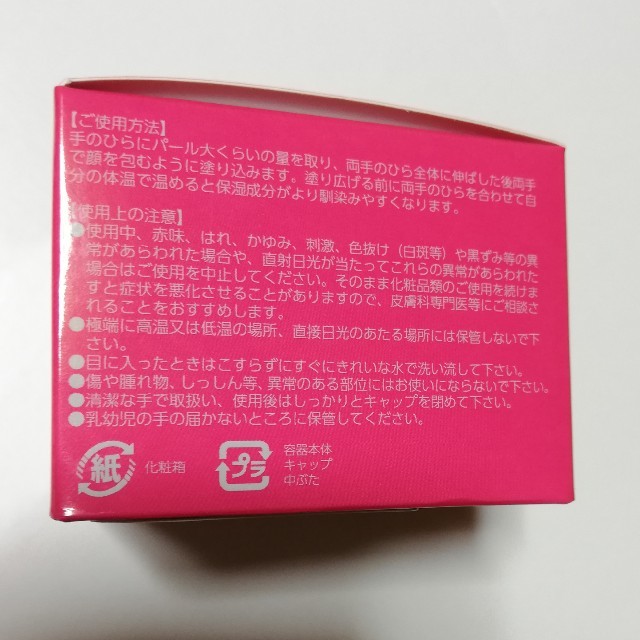 【ご使用方法】
手のひらにパール大くらいの量を取り、両手のひら全体に伸ばした後両手
で顔を包むように塗り込みます。塗り広げる前に両手のひらを合わせて自
分の体温で温めると保湿成分がより馴染みやすくなります。
【使用上の注意】
●使用中、赤味、はれ、かゆみ、刺激、色抜け（白斑等）や黒ずみ等の異
常があらわれた場合や、直射日光が当たってこれらの異常があらわれた
場合はご使用を中止してください。そのまま化粧品類のご使用を続けま
すと症状を悪化させることがありますので、皮膚科専門医等にご相談さ
れることをおすすめします。
●極端に高温又は低温の場所、直接日光のあたる場所には保管しないで下
さい。
●目に入ったときはこすらずにすぐにきれいな水で洗い流して下さい。
●傷や腫れ物、しっしん等、異常のある部位にはお使いにならないで下さい。
●清潔な手で取扱い、使用後はしっかりとキャップを閉めて下さい。
●乳幼児の手の届かないところに保管してください。
紙 化粧箱
プラ 容器本体
キャップ
中ぶた